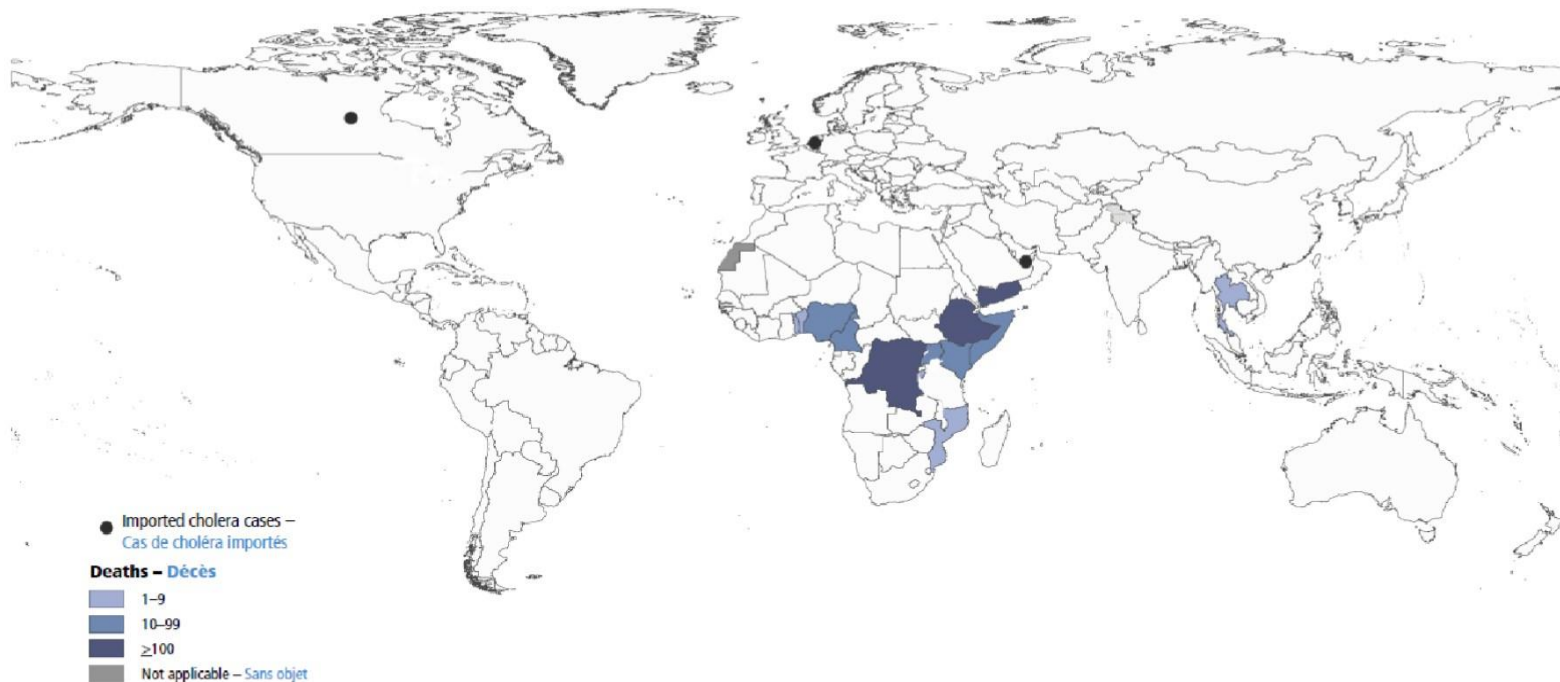 Imported cholera cases –
Cas de choléra importés
Deaths – Décès
1–9
10–99
≥100
Not applicable – Sans objet